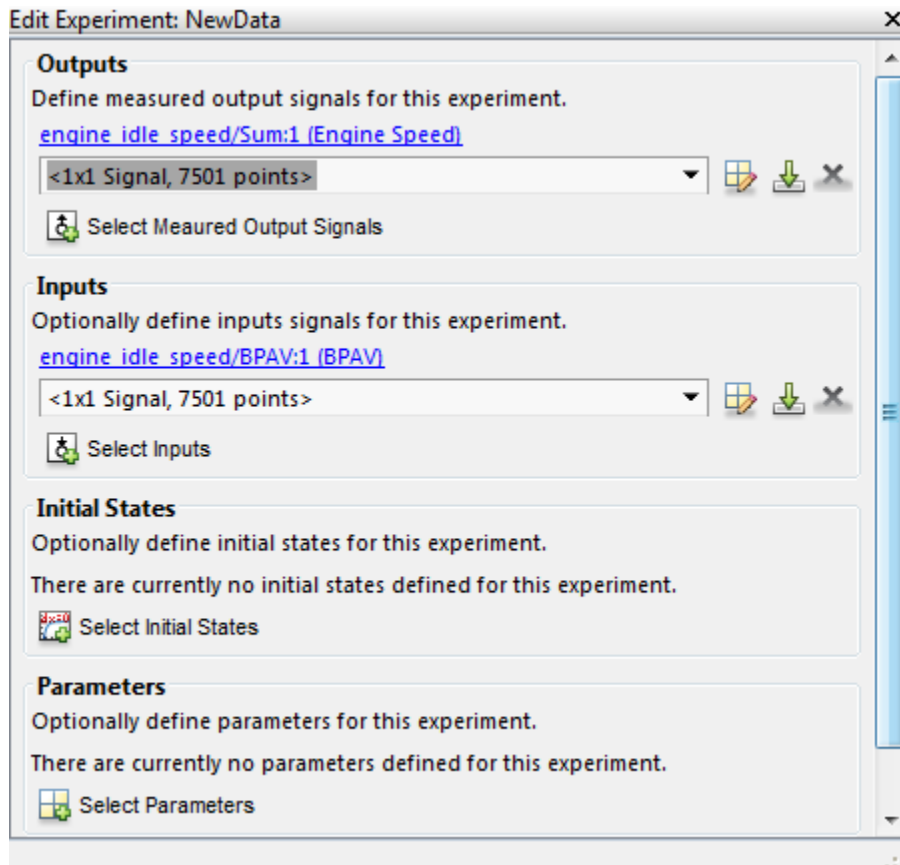 Edit Experiment: NewData
Outputs
Define measured output signals for this experiment.
engine_idle_speed/Sum:1 (Engine Speed)
<1x1 Signal, 7501 points>
Select Meaured Output Signals
Inputs
Optionally define inputs signals for this experiment.
engine_idle_speed/BPAV:1 (BPAV)
<1x1 Signal, 7501 points>
Select Inputs
Initial States
Optionally define initial states for this experiment.
There are currently no initial states defined for this experiment.
Select Initial States
Parameters
Optionally define parameters for this experiment.
There are currently no parameters defined for this experiment.
Select Parameters